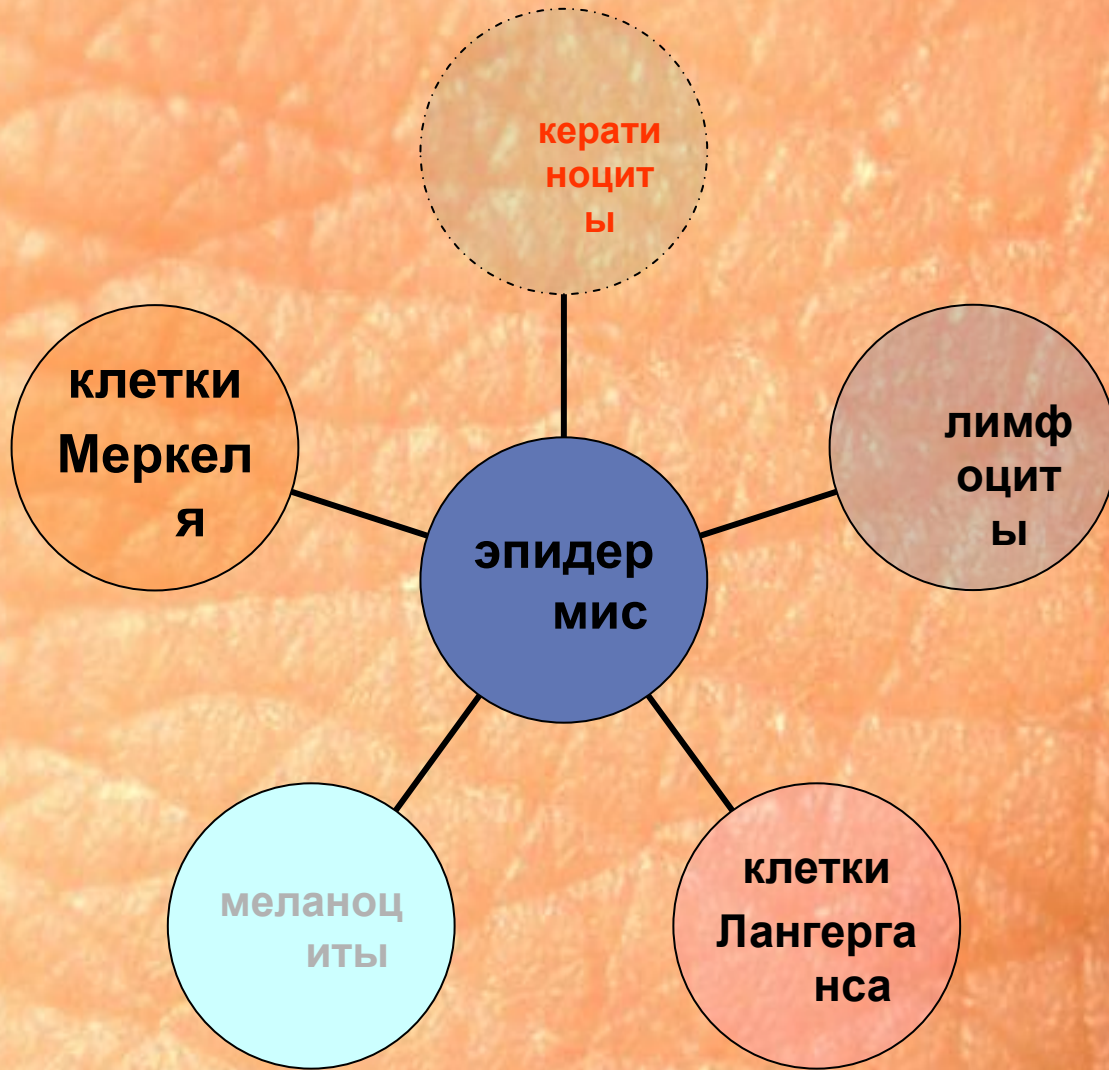 керати
ноцит
ы
клетки
Меркел
я
лимф
оцит
ы
эпидер
мис
меланоц
иты
клетки
Лангерга
нса